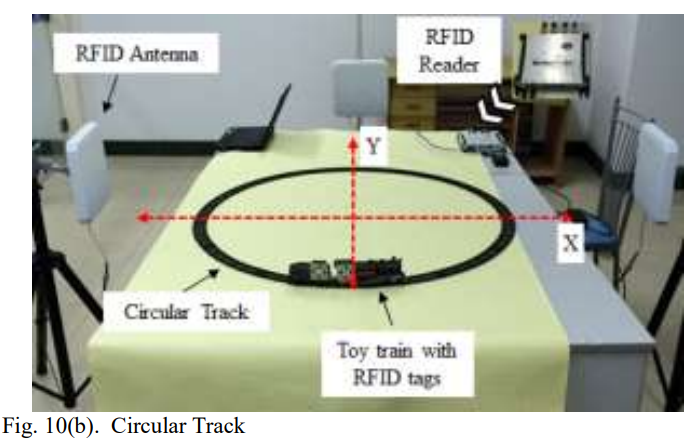 RFID Antenna
RFID
Reader
Y
X
Circular Track
Toy train with
RFID tags
Fig. 10(b).  Circular Track